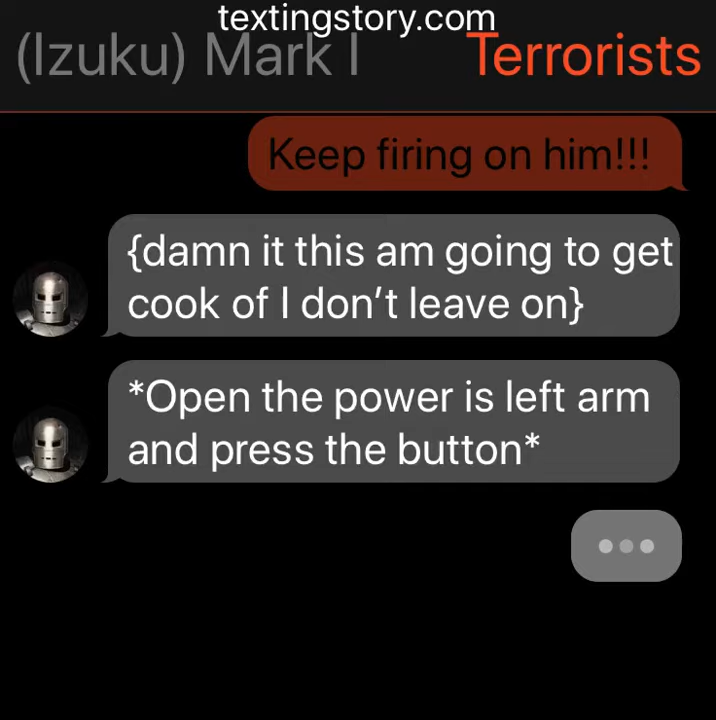 textingstory.com
(Izuku) Mark I
Terrorists
Keep firing on him!!!
{damn it this am going to get
cook of I don’t leave on}
*Open the power is left arm
and press the button*